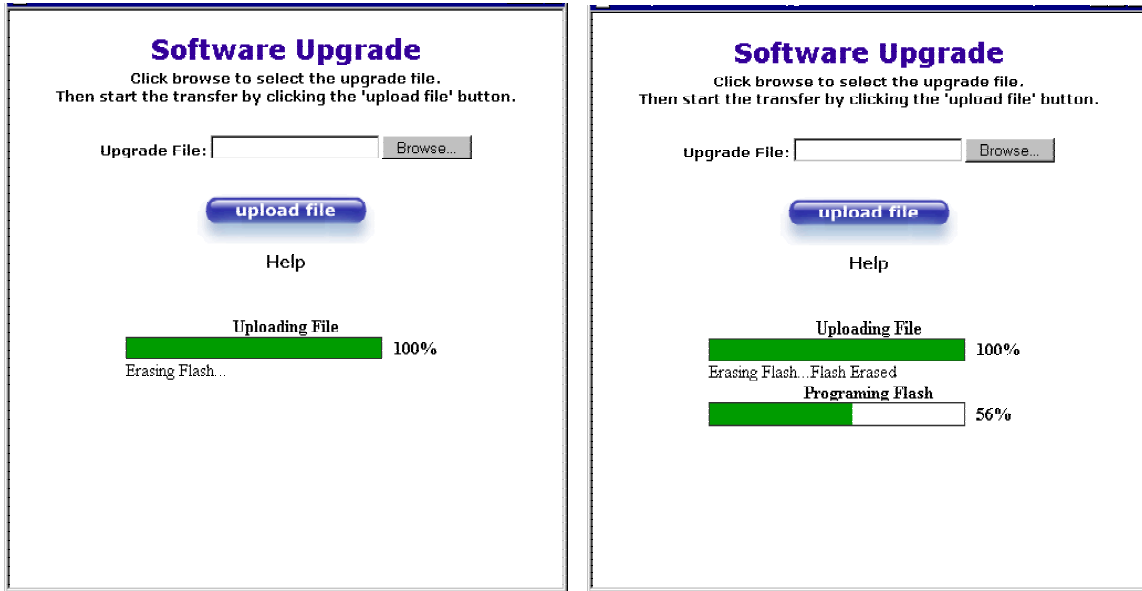 Software Upgrade
Click browse to select the upgrade file.
Then start the transfer by clicking the 'upload file' button.
Upgrade File:
Browse...
upload file
Help
Uploading File
100%
Erasing Flash...
Software Upgrade
Click browse to select the upgrade file.
Then start the transfer by clicking the 'upload file' button.
Upgrade File:
Browse...
upload file
Help
Uploading File
100%
Erasing Flash...Flash Erased
Programing Flash
56%